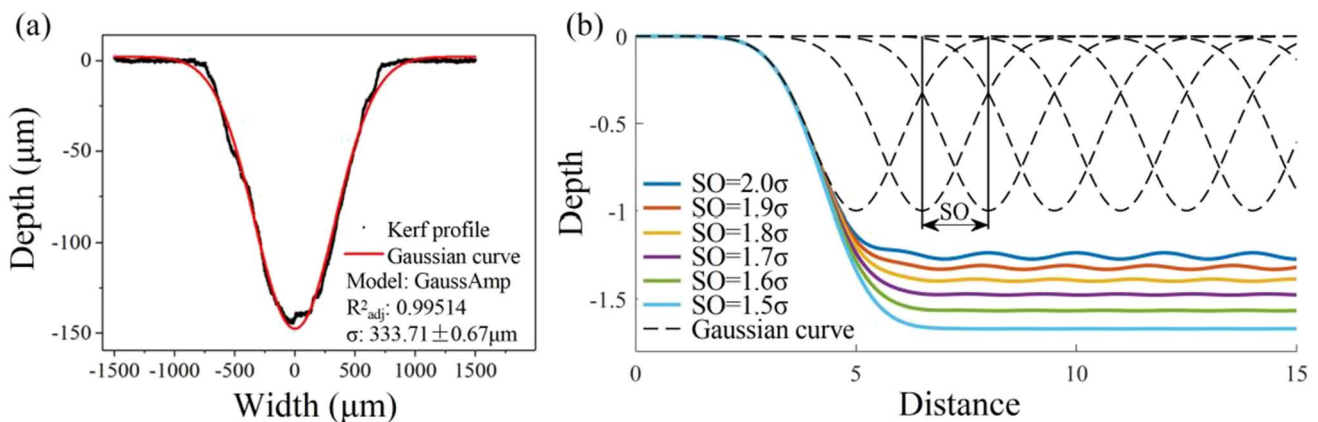 (a)
0
-50
-100
-150
Depth (μm)
Kerf profile
Gaussian curve
Model: GaussAmp
R²adj: 0.99514
σ: 333.71±0.67μm
-1500 -1000 -500 0 500 1000 1500
Width (μm)
(b)
0
-0.5
-1
-1.5
Depth
SO
SO=2.0σ
SO=1.9σ
SO=1.8σ
SO=1.7σ
SO=1.6σ
SO=1.5σ
Gaussian curve
0 5 10 15
Distance